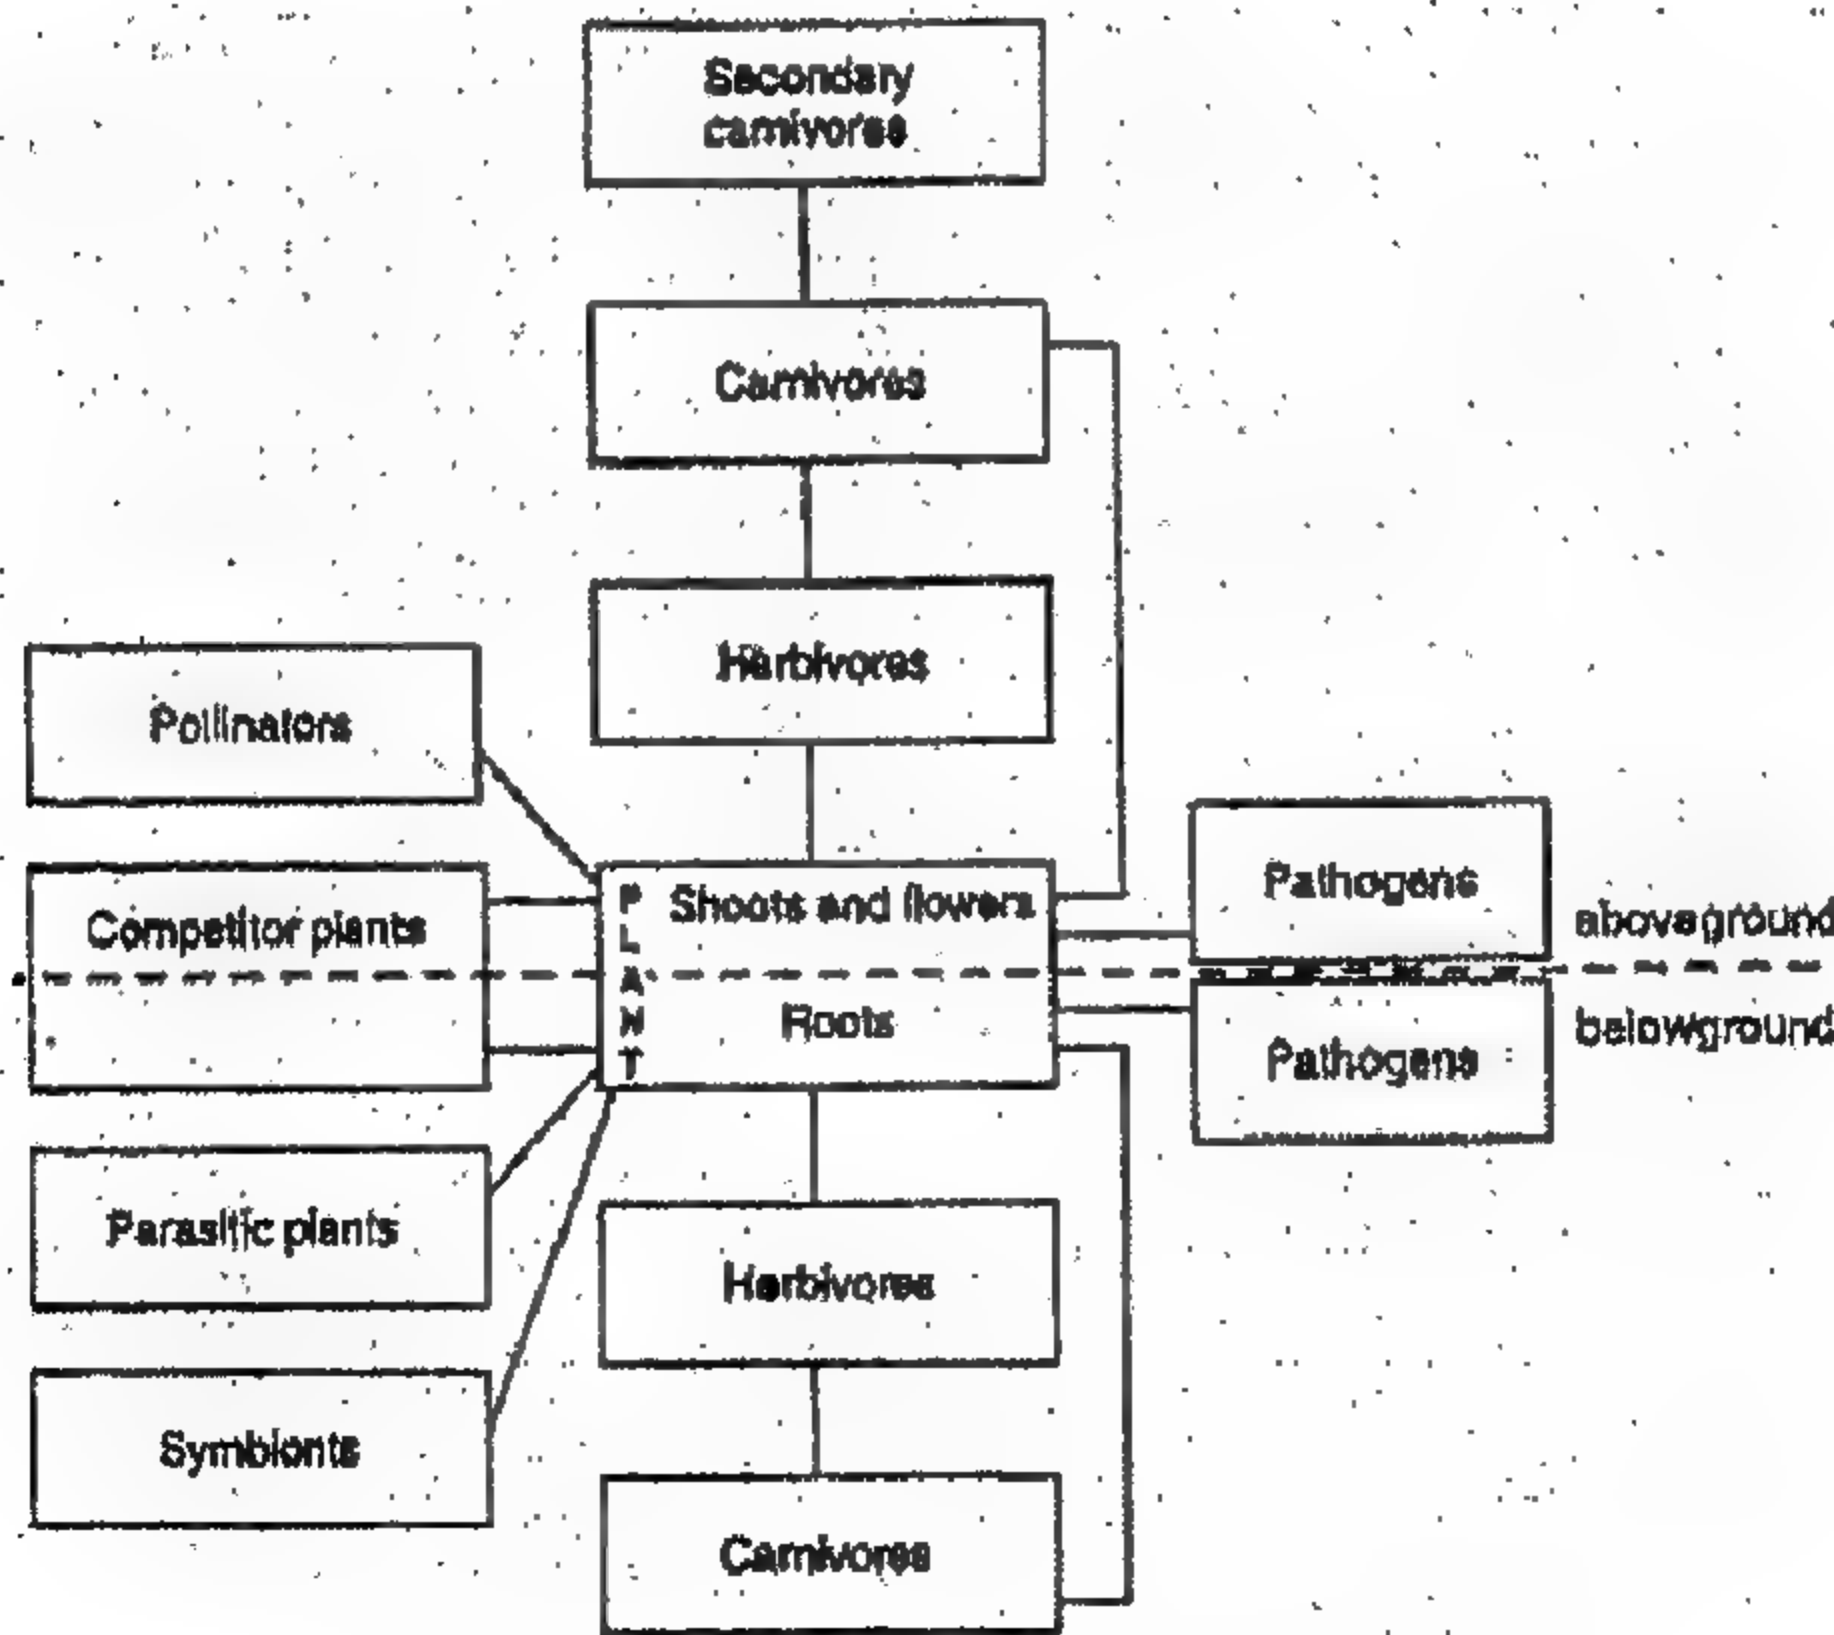 Secondary
carnivores
Carnivores
Herbivores
Pollinators
Competitor plants
PLANT
Shoots and flowers
Roots
Pathogens
aboveground
Pathogens
belowground
Parasitic plants
Herbivores
Symbionts
Carnivores